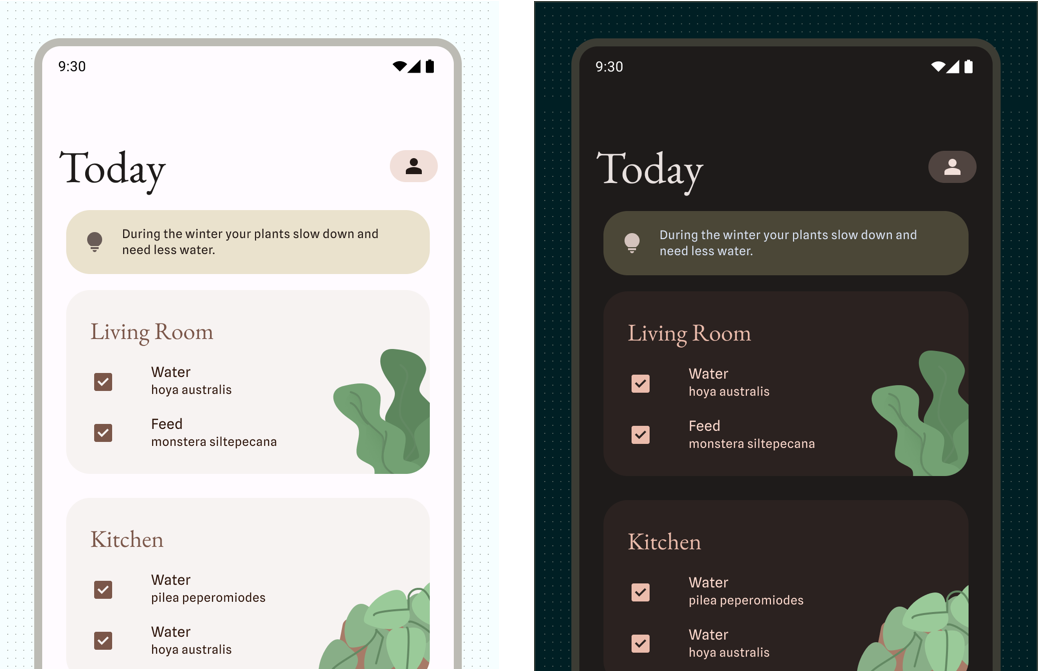 9:30
Today
During the winter your plants slow down and
need less water.
Living Room
Water
hoya australis
Feed
monstera siltepecana
Kitchen
Water
pilea peperomiodes
Water
hoya australis
9:30
Today
During the winter your plants slow down and
need less water.
Living Room
Water
hoya australis
Feed
monstera siltepecana
Kitchen
Water
pilea peperomiodes
Water
hoya australis